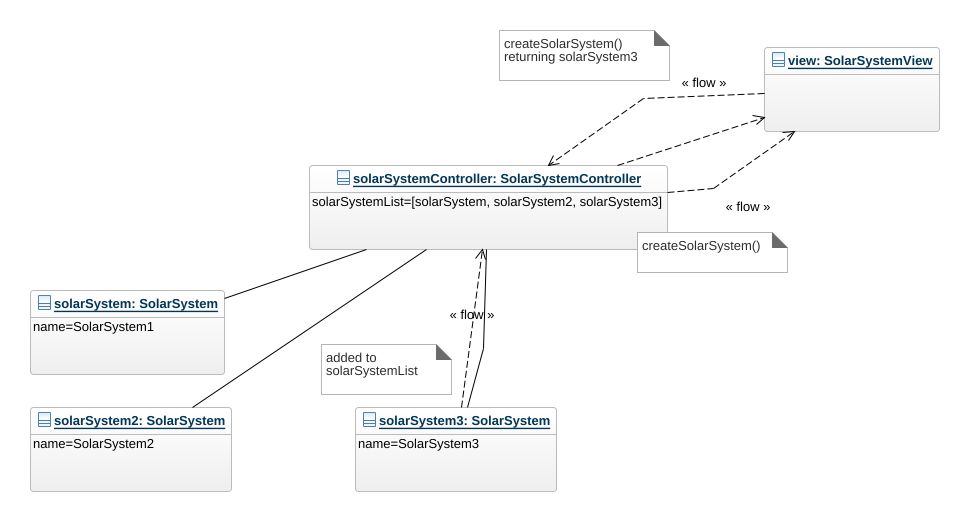 createSolarSystem()
returning solarSystem3
view: SolarSystemView
« flow »
solarSystemController: SolarSystemController
solarSystemList=[solarSystem, solarSystem2, solarSystem3]
« flow »
createSolarSystem()
solarSystem: SolarSystem
name=SolarSystem1
« flow »
added to
solarSystemList
solarSystem2: SolarSystem
name=SolarSystem2
solarSystem3: SolarSystem
name=SolarSystem3